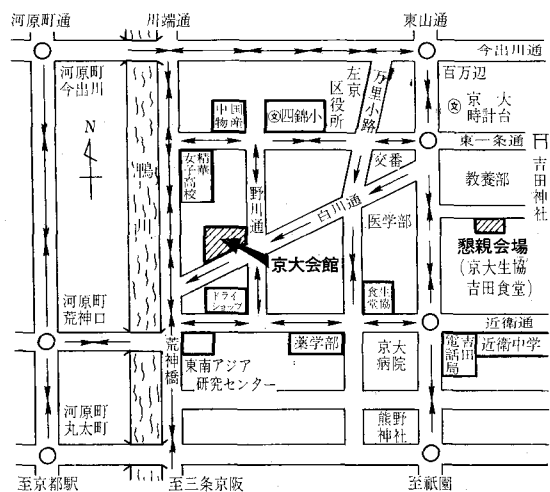 河原町通
川端通
東山通
今出川通
河原町
今出川
N
鴨
川
中国
物産
㊛四錦小
左京
区役所
万里小路
百万辺
㊛京大
時計台
東一条通
交番
吉田神社
教養部
精華
女子高校
野川通
白川通
医学部
京大会館
懇親会場
(京大生協
吉田食堂)
ドライ
ショップ
生協
食堂
河原町
荒神口
近衛通
荒神橋
東南アジア
研究センター
薬学部
京大
病院
吉田
電話局
近衛中学
河原町
丸太町
熊野
神社
至京都駅
至三条京阪
至祇園